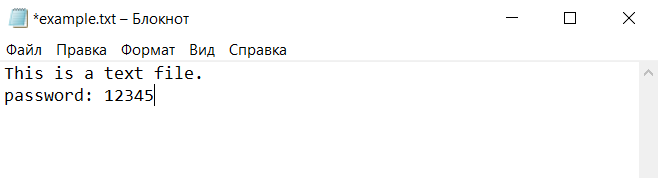 *example.txt – Блокнот
Файл Правка Формат Вид Справка
This is a text file.
password: 12345